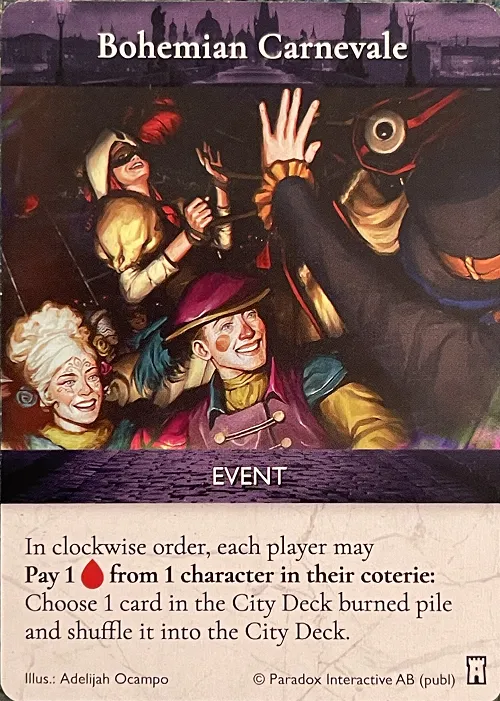 Bohemian Carnevale
EVENT
In clockwise order, each player may
Pay 1 from 1 character in their coterie:
Choose 1 card in the City Deck burned pile
and shuffle it into the City Deck.
Illus.: Adelijah Ocampo © Paradox Interactive AB (publ)